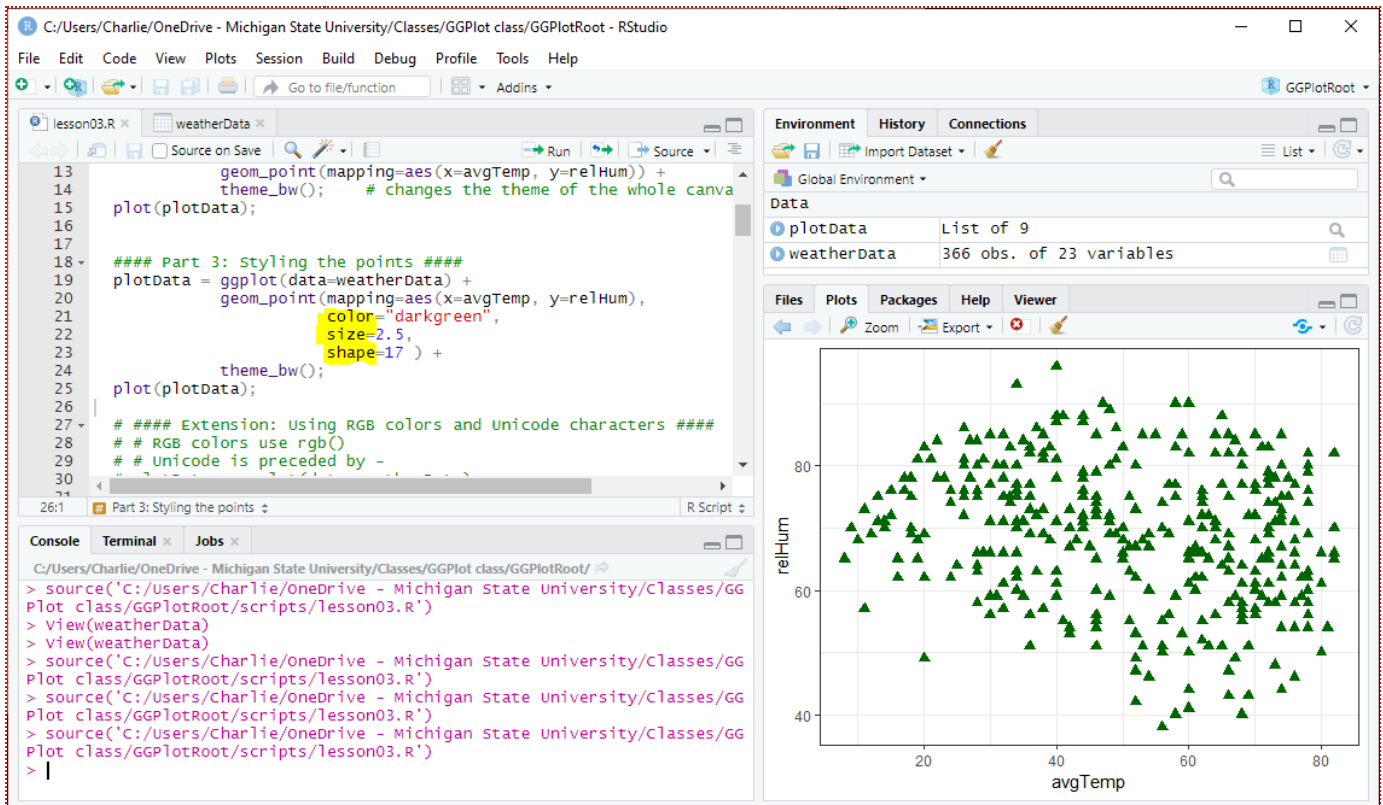 C:/Users/Charlie/OneDrive - Michigan State University/Classes/GGPlot class/GGPlotRoot - RStudio
File Edit Code View Plots Session Build Debug Profile Tools Help
Go to file/function Addins GGPlotRoot
lesson03.R weatherData
Source on Save Run Source
13 geom_point(mapping=aes(x=avgTemp, y=relHum)) +
14 theme_bw(); # changes the theme of the whole canva
15 plot(plotData);
16
17
18 #### Part 3: Styling the points ####
19 plotData = ggplot(data=weatherData) +
20 geom_point(mapping=aes(x=avgTemp, y=relHum),
21 color="darkgreen",
22 size=2.5,
23 shape=17 ) +
24 theme_bw();
25 plot(plotData);
26
27 # #### Extension: Using RGB colors and Unicode characters ####
28 # # RGB colors use rgb()
29 # # Unicode is preceded by -
30
26:1 # Part 3: Styling the points R Script
Console Terminal Jobs
C:/Users/Charlie/OneDrive - Michigan State University/Classes/GGPlot class/GGPlotRoot/
> source('C:/Users/Charlie/OneDrive - Michigan State University/Classes/GG
Plot class/GGPlotRoot/scripts/lesson03.R')
> View(weatherData)
> View(weatherData)
> source('C:/Users/Charlie/OneDrive - Michigan State University/Classes/GG
Plot class/GGPlotRoot/scripts/lesson03.R')
> source('C:/Users/Charlie/OneDrive - Michigan State University/Classes/GG
Plot class/GGPlotRoot/scripts/lesson03.R')
> source('C:/Users/Charlie/OneDrive - Michigan State University/Classes/GG
Plot class/GGPlotRoot/scripts/lesson03.R')
>
Environment History Connections
Import Dataset List
Global Environment
Data
plotData List of 9
weatherData 366 obs. of 23 variables
Files Plots Packages Help Viewer
Zoom Export
80
60
40
relHum
20 40 60 80
avgTemp